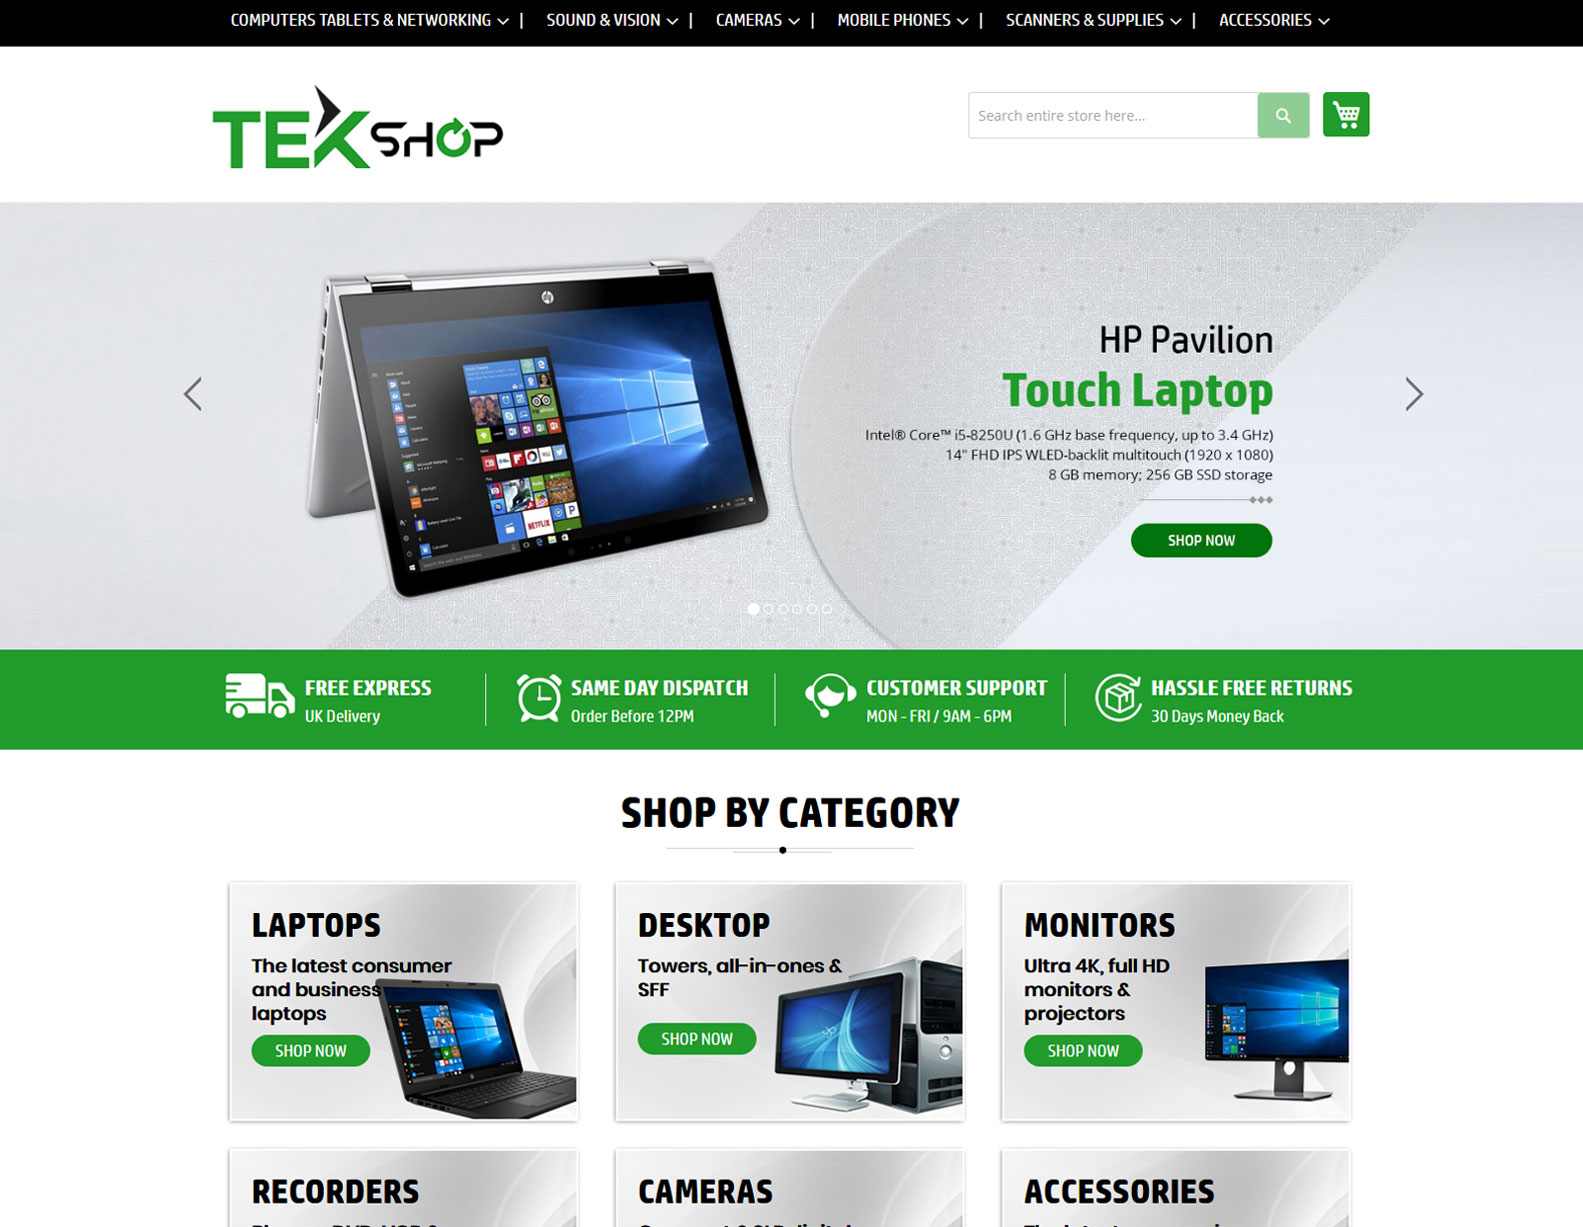 COMPUTERS TABLETS & NETWORKING | SOUND & VISION | CAMERAS | MOBILE PHONES | SCANNERS & SUPPLIES | ACCESSORIES
TEKSHOP
Search entire store here...
HP Pavilion
Touch Laptop
Intel® Core™ i5-8250U (1.6 GHz base frequency, up to 3.4 GHz)
14" FHD IPS WLED-backlit multitouch (1920 x 1080)
8 GB memory; 256 GB SSD storage
SHOP NOW
NETFLIX
FREE EXPRESS
UK Delivery
SAME DAY DISPATCH
Order Before 12PM
CUSTOMER SUPPORT
MON - FRI / 9AM - 6PM
HASSLE FREE RETURNS
30 Days Money Back
SHOP BY CATEGORY
LAPTOPS
The latest consumer
and business
laptops
SHOP NOW
DESKTOP
Towers, all-in-ones &
SFF
SHOP NOW
MONITORS
Ultra 4K, full HD
monitors &
projectors
SHOP NOW
RECORDERS
CAMERAS
ACCESSORIES